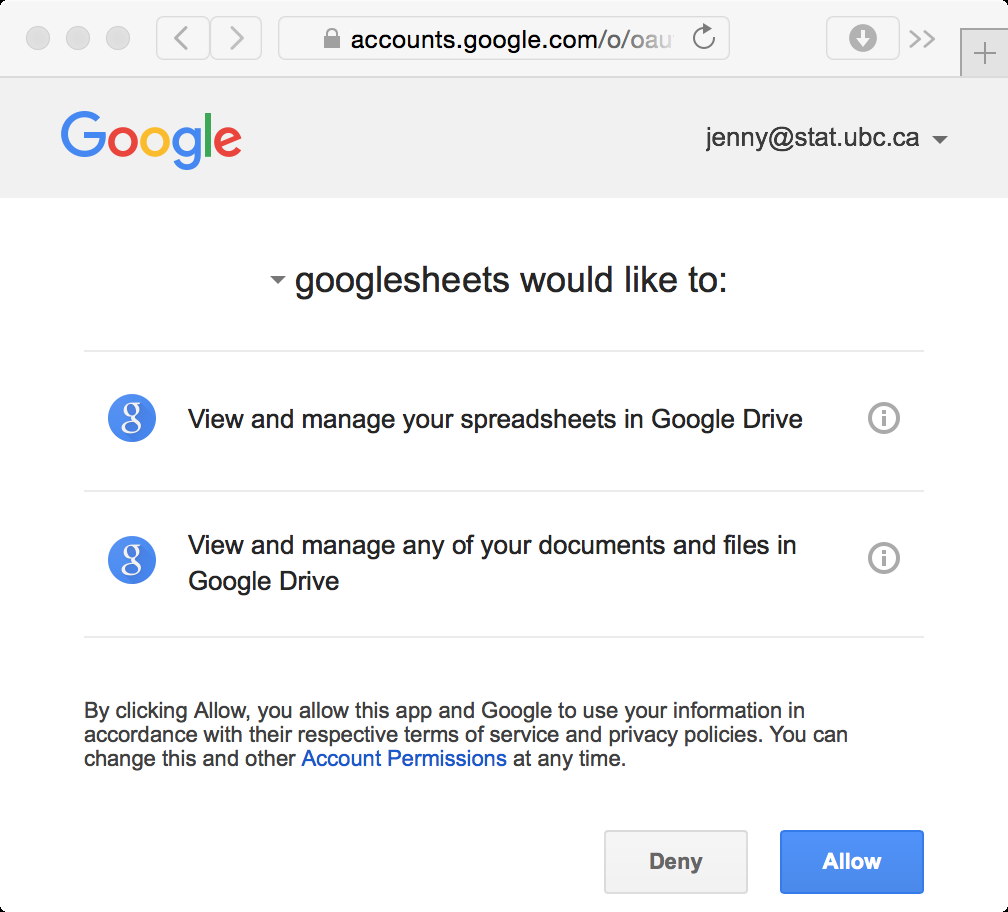 accounts.google.com/o/oau
Google
jenny@stat.ubc.ca
googlesheets would like to:
g
View and manage your spreadsheets in Google Drive
i
g
View and manage any of your documents and files in
Google Drive
i
By clicking Allow, you allow this app and Google to use your information in
accordance with their respective terms of service and privacy policies. You can
change this and other Account Permissions at any time.
Deny
Allow